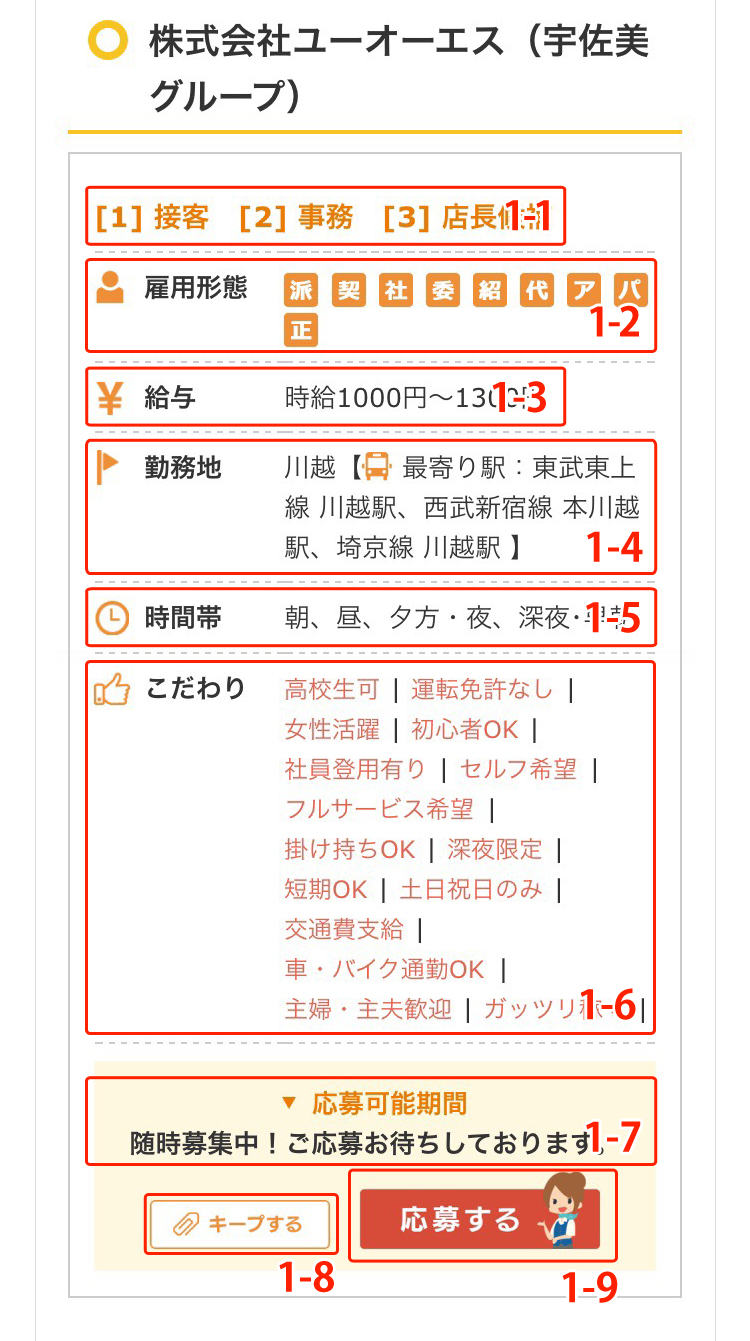 株式会社ユーオーエス（宇佐美
グループ）
[1] 接客 [2] 事務 [3] 店長
1-1
雇用形態 派 契 社 委 紹 代 ア パ
正
1-2
¥ 給与 時給1000円〜130
1-3
勤務地 川越【 最寄り駅：東武東上
線 川越駅、西武新宿線 本川越
駅、埼京線 川越駅 】
1-4
時間帯 朝、昼、夕方・夜、深夜・
1-5
こだわり 高校生可 | 運転免許なし |
女性活躍 | 初心者OK |
社員登用有り | セルフ希望 |
フルサービス希望 |
掛け持ちOK | 深夜限定 |
短期OK | 土日祝日のみ |
交通費支給 |
車・バイク通勤OK |
主婦・主夫歓迎 | ガッツリ |
1-6
▼ 応募可能期間
随時募集中！ご応募お待ちしております。
1-7
キープする 応募する
1-8
1-9